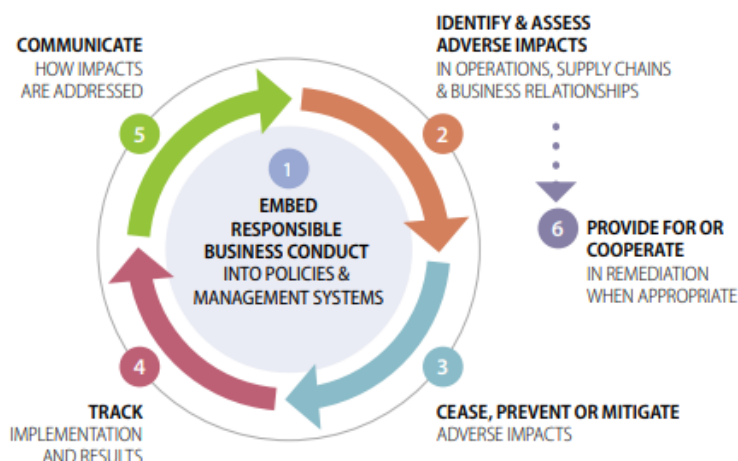 1
EMBED
RESPONSIBLE
BUSINESS CONDUCT
INTO POLICIES &
MANAGEMENT SYSTEMS
2
IDENTIFY & ASSESS
ADVERSE IMPACTS
IN OPERATIONS, SUPPLY CHAINS
& BUSINESS RELATIONSHIPS
3
CEASE, PREVENT OR MITIGATE
ADVERSE IMPACTS
4
TRACK
IMPLEMENTATION
AND RESULTS
5
COMMUNICATE
HOW IMPACTS
ARE ADDRESSED
6
PROVIDE FOR OR
COOPERATE
IN REMEDIATION
WHEN APPROPRIATE